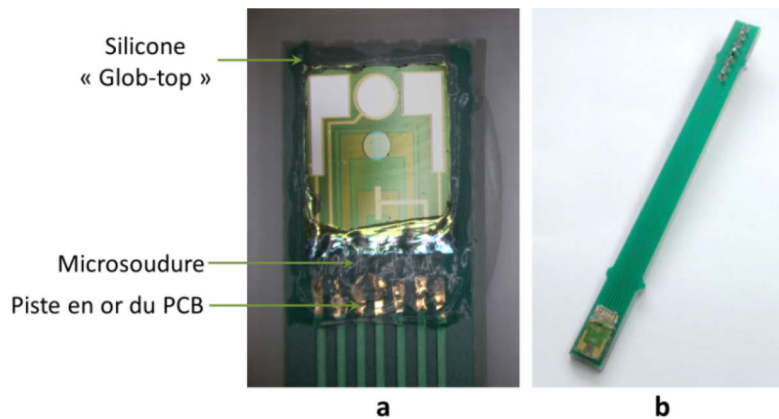 Silicone
« Glob-top »
Microsoudure
Piste en or du PCB
a
b